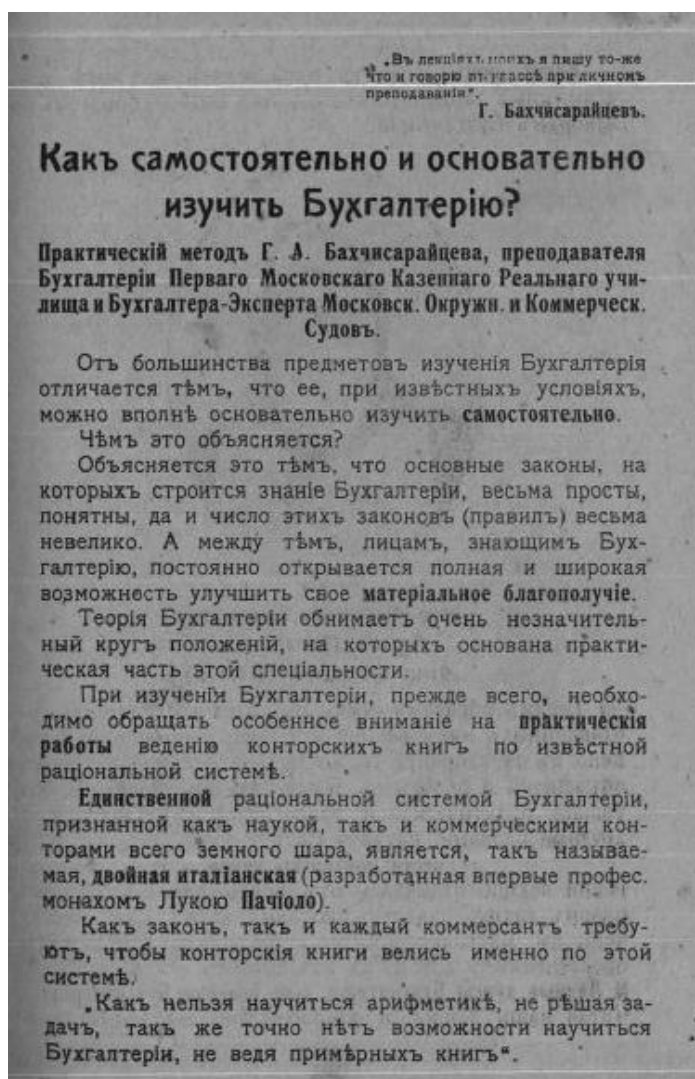 „Въ лекціяхъ моихъ я пишу то-же
что и говорю въ классѣ при личномъ
преподаваніи“.
Г. Бахчисарайцевъ.
Какъ самостоятельно и основательно
изучить Бухгалтерію?
Практическій методъ Г. А. Бахчисарайцева, преподавателя
Бухгалтеріи Перваго Московскаго Казеннаго Реальнаго учи-
лища и Бухгалтера-Эксперта Московск. Окружн. и Коммерческ.
Судовъ.
Отъ большинства предметовъ изученія Бухгалтерія
отличается тѣмъ, что ее, при извѣстныхъ условіяхъ,
можно вполнѣ основательно изучить самостоятельно.
Чѣмъ это объясняется?
Объясняется это тѣмъ, что основные законы, на
которыхъ строится знаніе Бухгалтеріи, весьма просты,
понятны, да и число этихъ законовъ (правилъ) весьма
невелико. А между тѣмъ, лицамъ, знающимъ Бух-
галтерію, постоянно открывается полная и широкая
возможность улучшить свое матеріальное благополучіе.
Теорія Бухгалтеріи обнимаетъ очень незначитель-
ный кругъ положеній, на которыхъ основана практи-
ческая часть этой спеціальности.
При изученіи Бухгалтеріи, прежде всего, необхо-
димо обращать особенное вниманіе на практическія
работы веденію конторскихъ книгъ по извѣстной
раціональной системѣ.
Единственной раціональной системой Бухгалтеріи,
признанной какъ наукой, такъ и коммерческими кон-
торами всего земного шара, является, такъ называе-
мая, двойная италіанская (разработанная впервые профес.
монахомъ Лукою Пачіоло).
Какъ законъ, такъ и каждый коммерсантъ требу-
ютъ, чтобы конторскія книги велись именно по этой
системѣ.
„Какъ нельзя научиться арифметикѣ, не рѣшая за-
дачъ, такъ же точно нѣтъ возможности научиться
Бухгалтеріи, не ведя примѣрныхъ книгъ“.